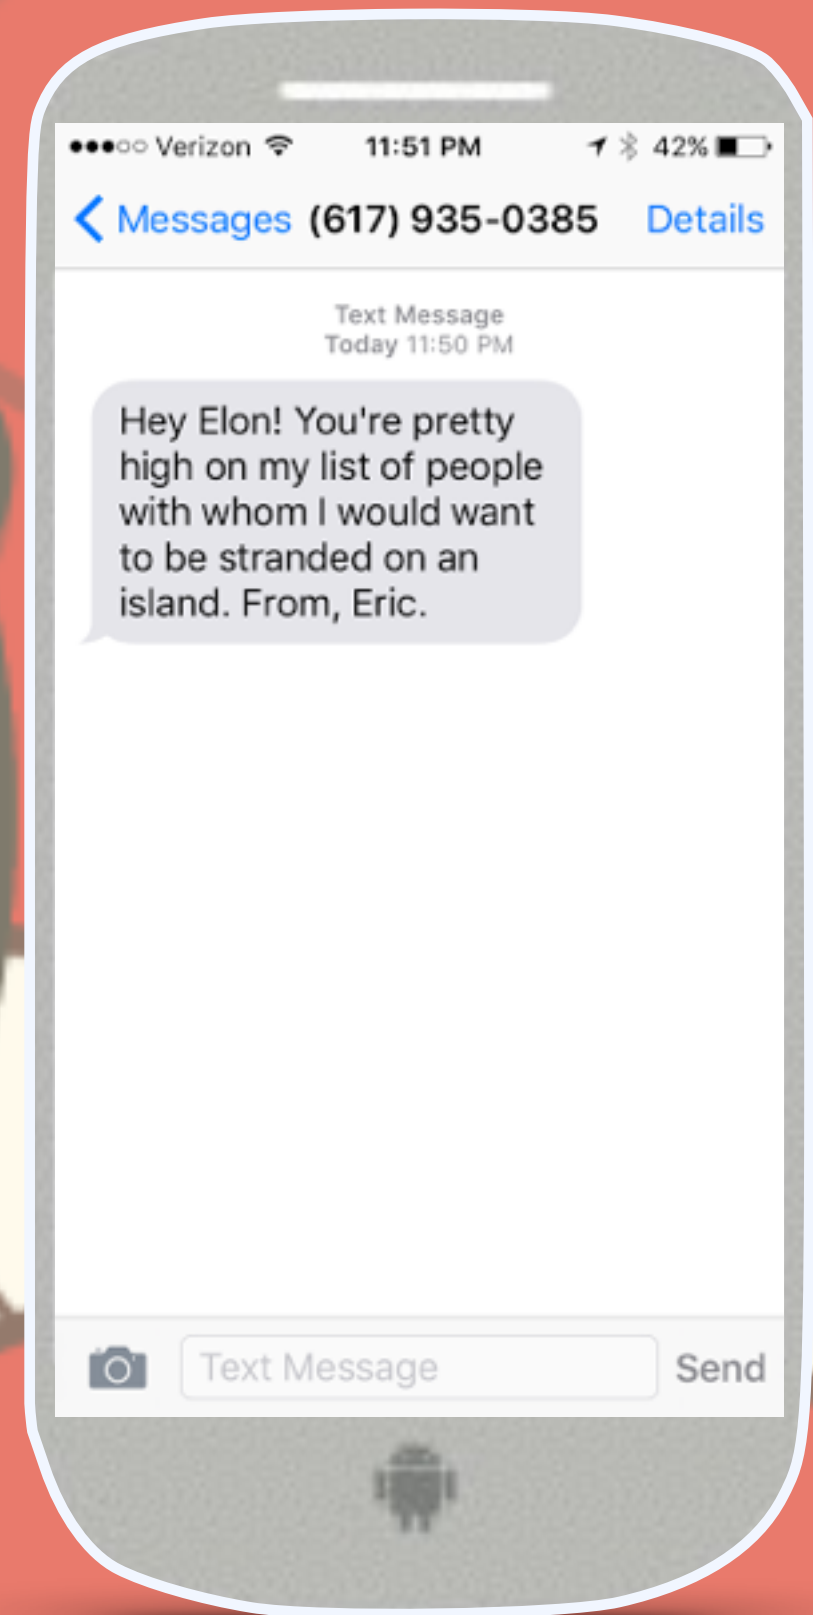 Verizon 11:51 PM 42%
Messages (617) 935-0385 Details
Text Message
Today 11:50 PM
Hey Elon! You're pretty
high on my list of people
with whom I would want
to be stranded on an
island. From, Eric.
Text Message Send